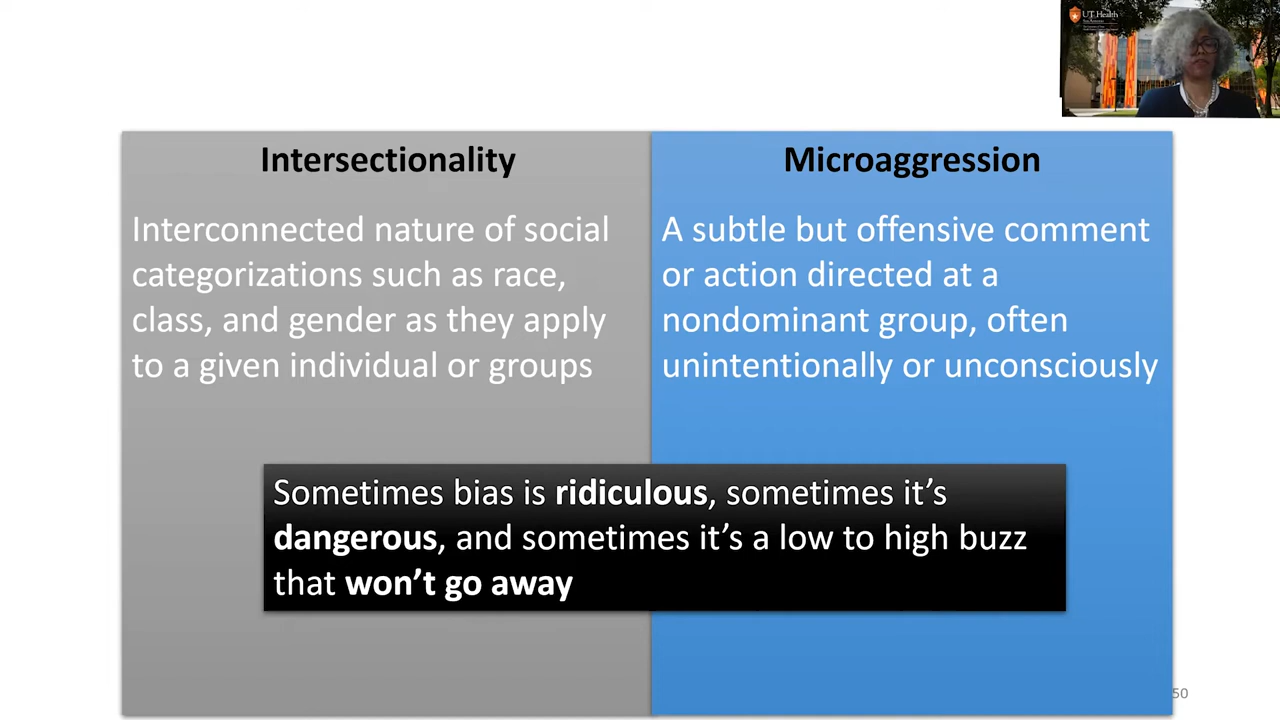 UT Health
Intersectionality
Interconnected nature of social
categorizations such as race,
class, and gender as they apply
to a given individual or groups
Microaggression
A subtle but offensive comment
or action directed at a
nondominant group, often
unintentionally or unconsciously
Sometimes bias is ridiculous, sometimes it’s
dangerous, and sometimes it’s a low to high buzz
that won’t go away
50